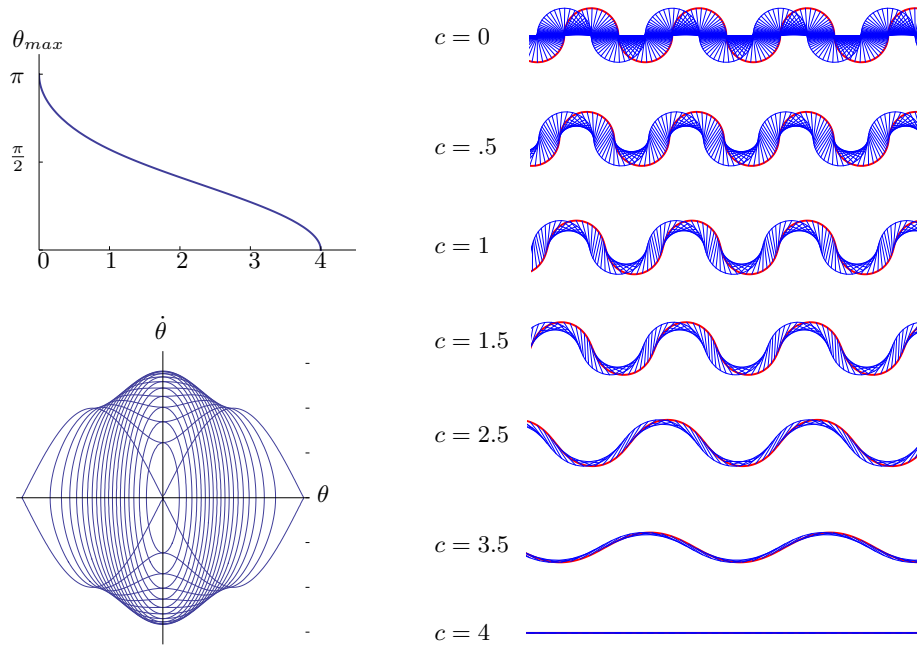 θ_max
π
π/2
0 1 2 3 4
θ̇
θ
c = 0
c = .5
c = 1
c = 1.5
c = 2.5
c = 3.5
c = 4